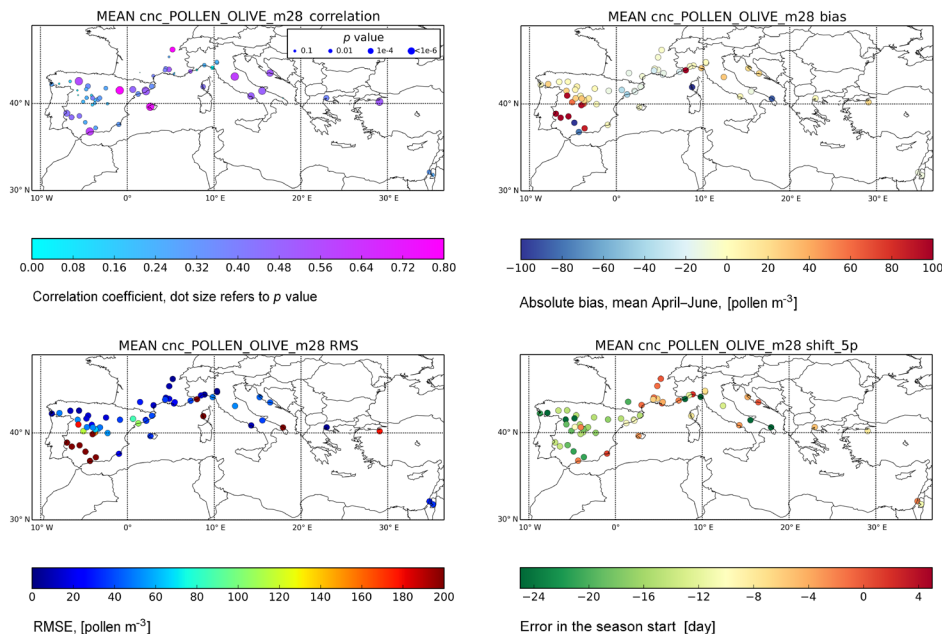 MEAN cnc_POLLEN_OLIVE_m28 correlation
p value
0.1 0.01 1e-4 <1e-6
40° N
30° N
10° W 0° 10° E 20° E 30° E
0.00 0.08 0.16 0.24 0.32 0.40 0.48 0.56 0.64 0.72 0.80
Correlation coefficient, dot size refers to p value
MEAN cnc_POLLEN_OLIVE_m28 bias
40° N
30° N
10° W 0° 10° E 20° E 30° E
−100 −80 −60 −40 −20 0 20 40 60 80 100
Absolute bias, mean April–June, [pollen m⁻³]
MEAN cnc_POLLEN_OLIVE_m28 RMS
40° N
30° N
10° W 0° 10° E 20° E 30° E
0 20 40 60 80 100 120 140 160 180 200
RMSE, [pollen m⁻³]
MEAN cnc_POLLEN_OLIVE_m28 shift_5p
40° N
30° N
10° W 0° 10° E 20° E 30° E
−24 −20 −16 −12 −8 −4 0 4
Error in the season start [day]